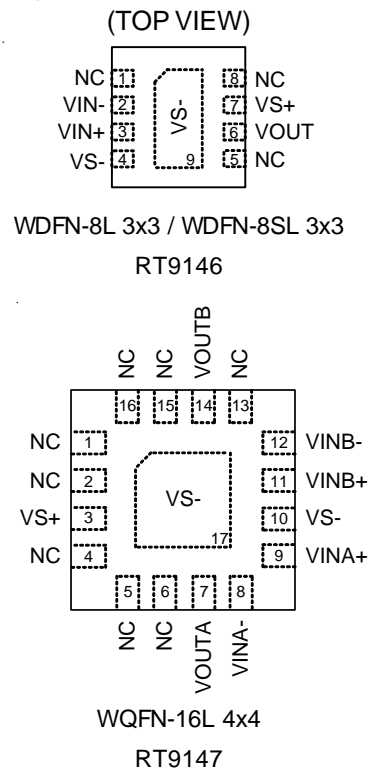 (TOP VIEW)
NC 1 8 NC
VIN- 2 7 VS+
VIN+ 3 6 VOUT
VS- 4 5 NC
VS-
9
WDFN-8L 3x3 / WDFN-8SL 3x3
RT9146
NC NC VOUTB NC
16 15 14 13
NC 1 12 VINB-
NC 2 11 VINB+
VS+ 3 10 VS-
NC 4 9 VINA+
VS-
17
5 6 7 8
NC NC VOUTA VINA-
WQFN-16L 4x4
RT9147